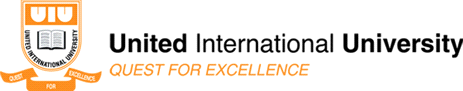 UIU
UNITED INTERNATIONAL UNIVERSITY
QUEST FOR EXCELLENCE
United International University
QUEST FOR EXCELLENCE